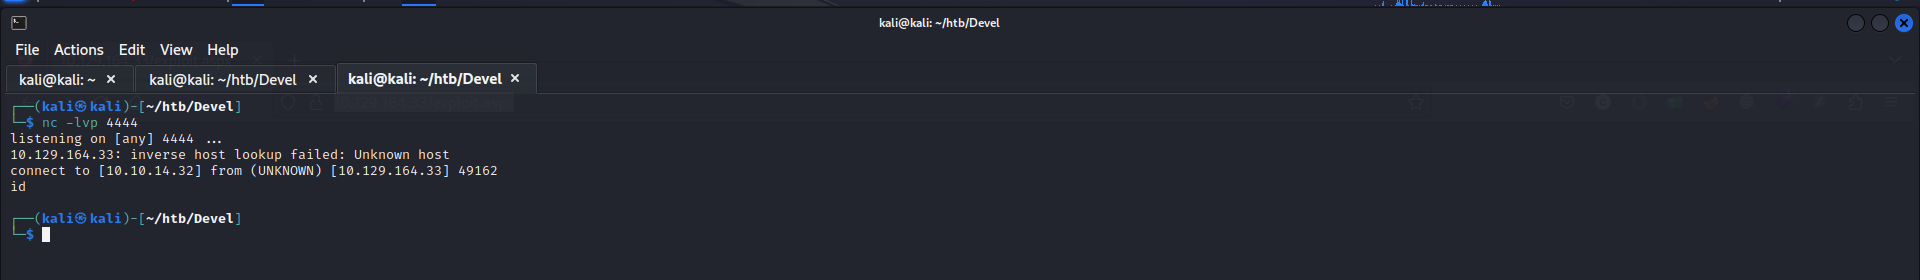 kali@kali: ~/htb/Devel
File Actions Edit View Help
kali@kali: ~ × kali@kali: ~/htb/Devel × kali@kali: ~/htb/Devel ×
┌──(kali㉿kali)-[~/htb/Devel]
└─$ nc -lvp 4444
listening on [any] 4444 ...
10.129.164.33: inverse host lookup failed: Unknown host
connect to [10.10.14.32] from (UNKNOWN) [10.129.164.33] 49162
id
┌──(kali㉿kali)-[~/htb/Devel]
└─$